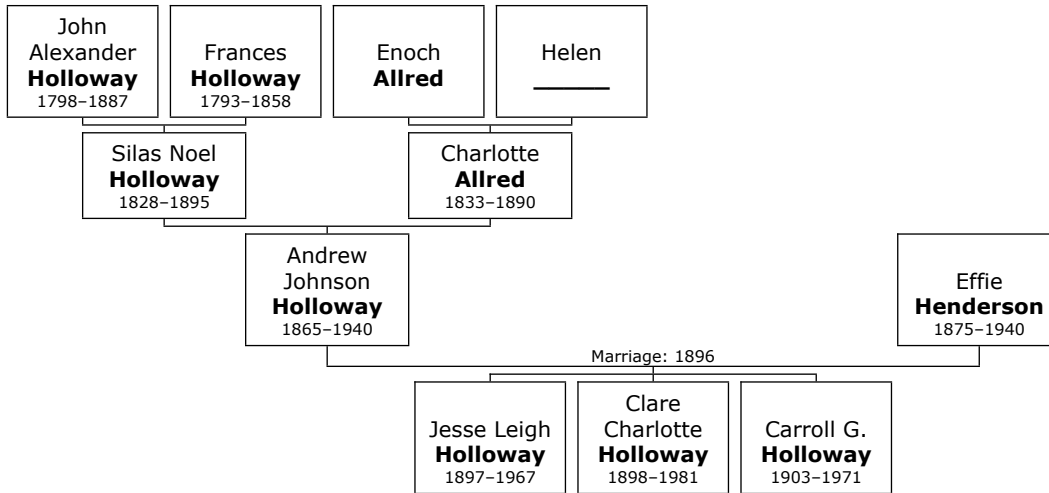 John
Alexander
Holloway
1798–1887
Frances
Holloway
1793–1858
Enoch
Allred
Helen
______
Silas Noel
Holloway
1828–1895
Charlotte
Allred
1833–1890
Andrew
Johnson
Holloway
1865–1940
Effie
Henderson
1875–1940
Marriage: 1896
Jesse Leigh
Holloway
1897–1967
Clare
Charlotte
Holloway
1898–1981
Carroll G.
Holloway
1903–1971